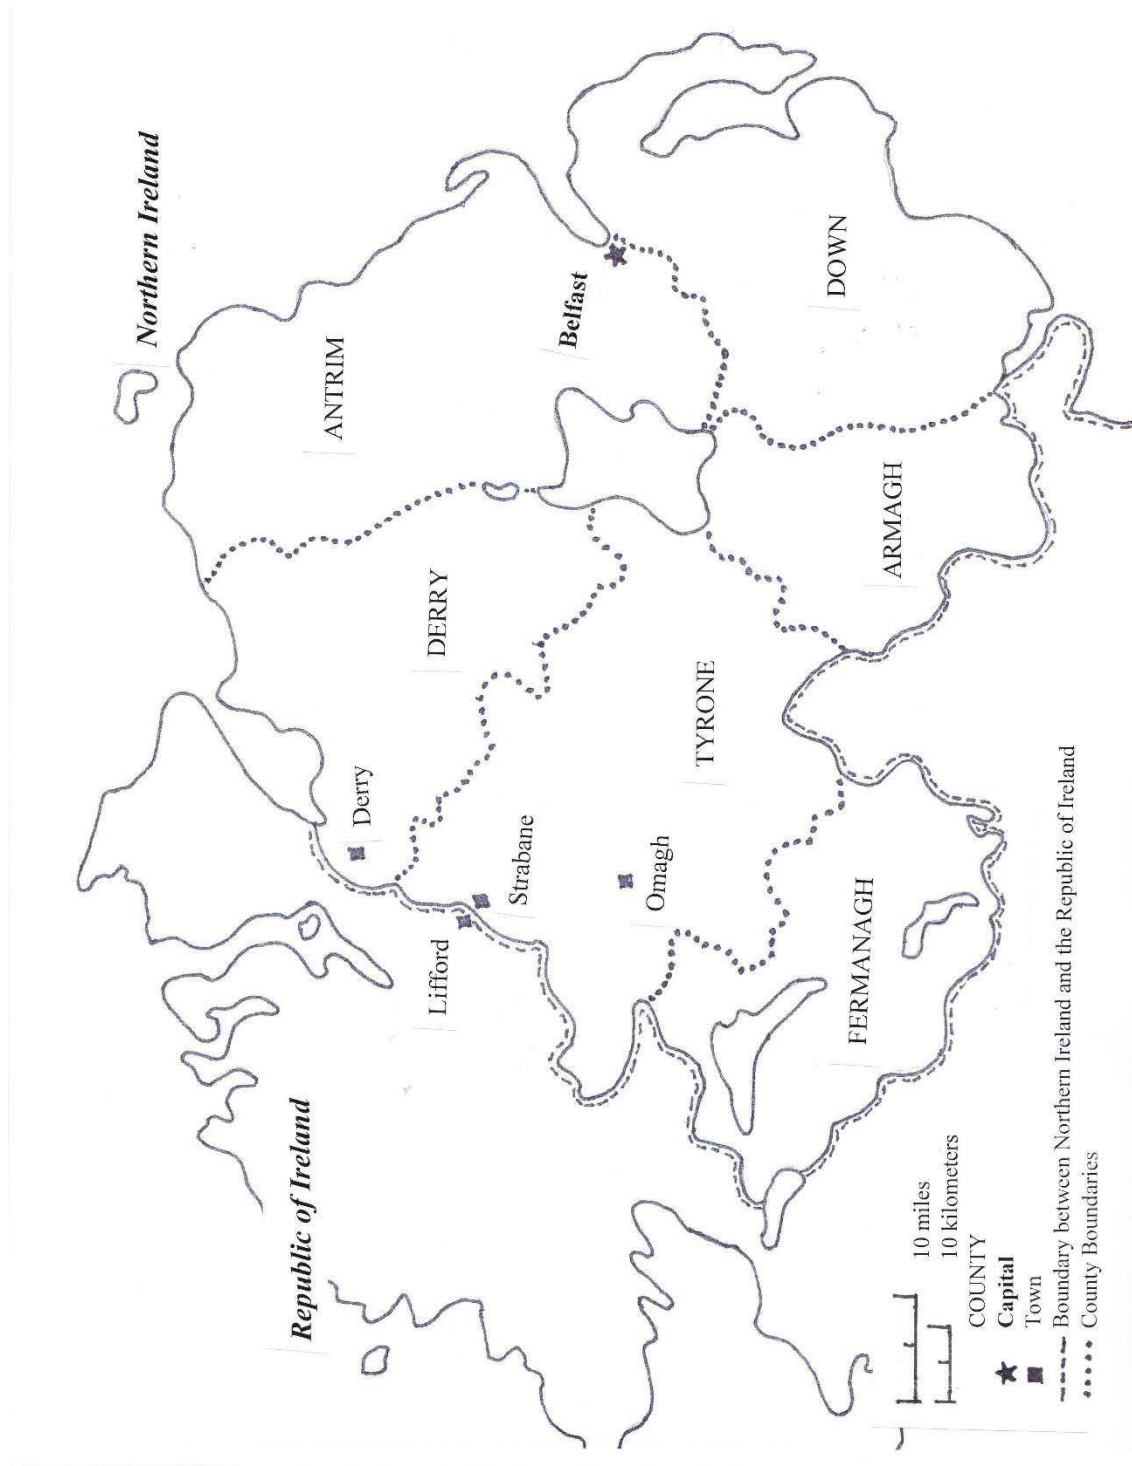 Northern Ireland
Republic of Ireland
ANTRIM
DERRY
Derry
Belfast
Lifford
Strabane
Omagh
TYRONE
DOWN
FERMANAGH
ARMAGH
10 miles
10 kilometers
COUNTY
Capital
Town
Boundary between Northern Ireland and the Republic of Ireland
County Boundaries